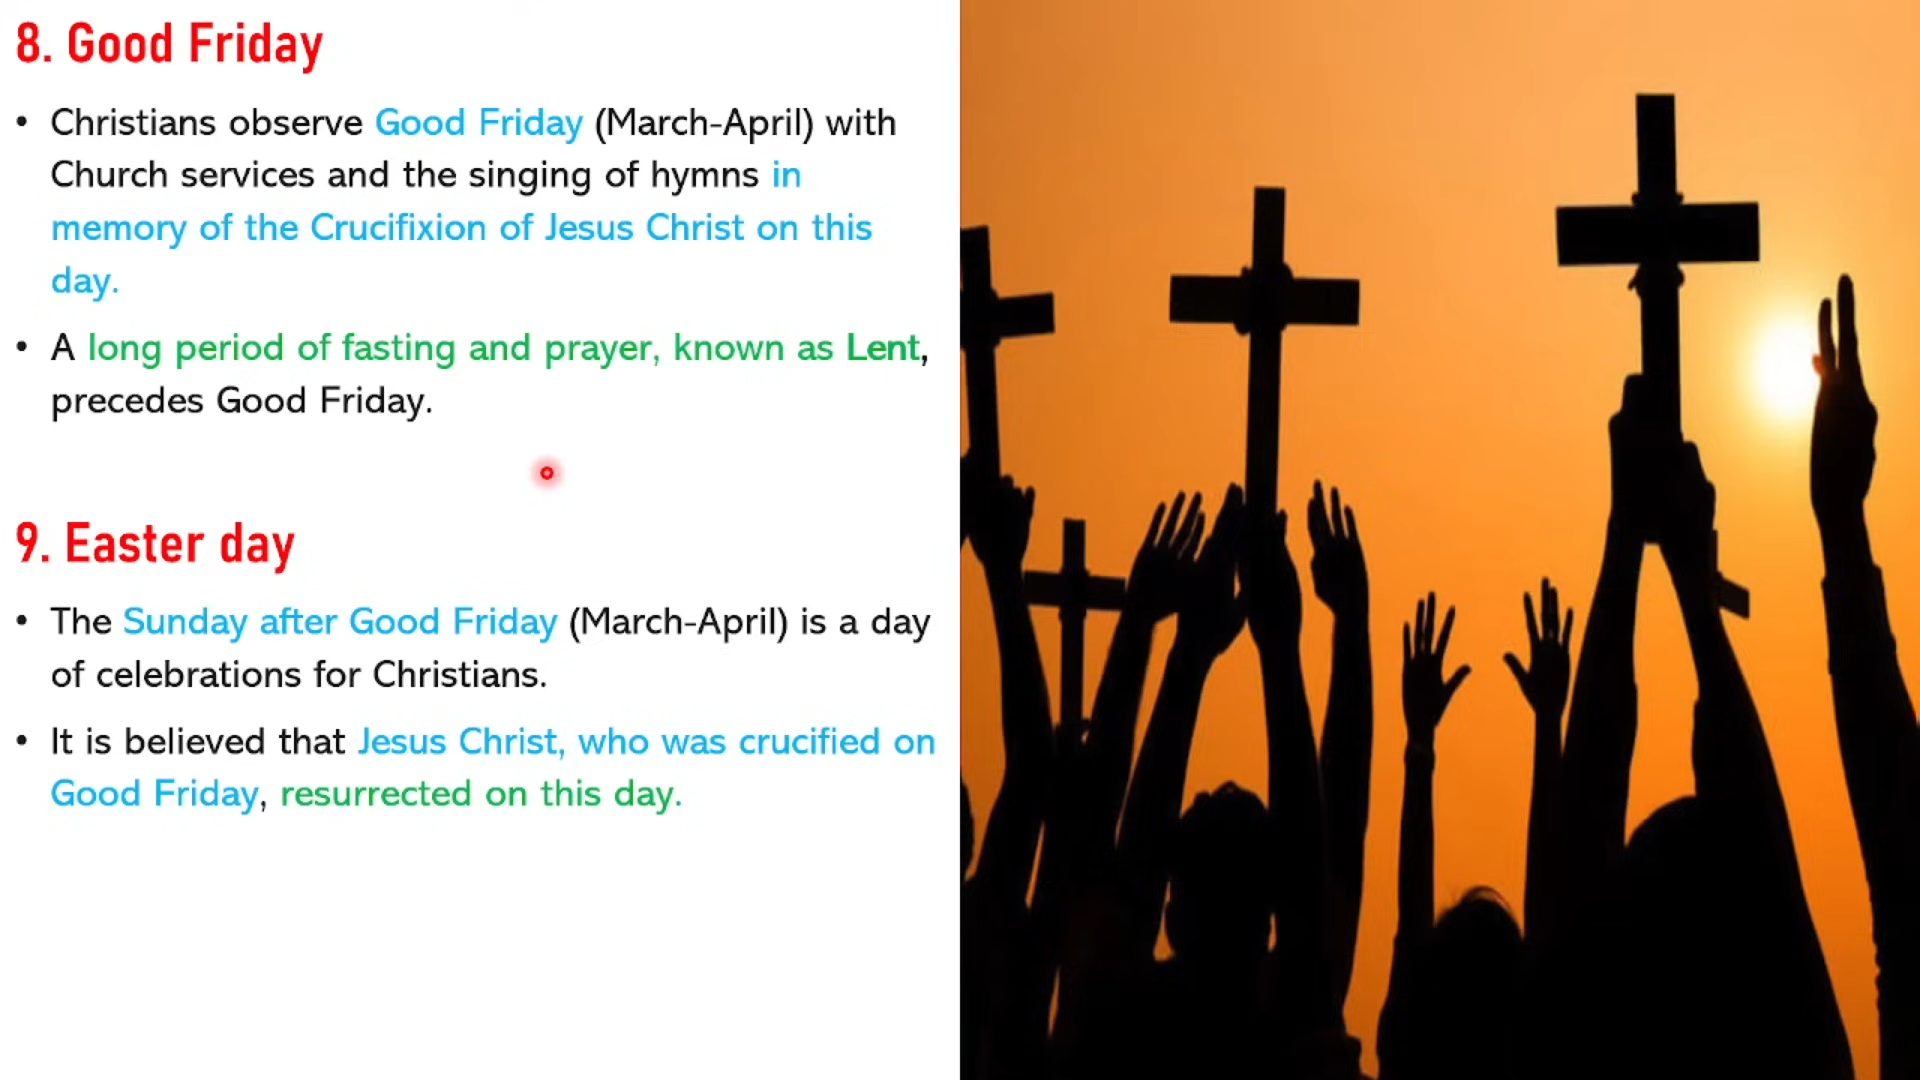 8. Good Friday
• Christians observe Good Friday (March-April) with
Church services and the singing of hymns in
memory of the Crucifixion of Jesus Christ on this
day.
• A long period of fasting and prayer, known as Lent,
precedes Good Friday.
9. Easter day
• The Sunday after Good Friday (March-April) is a day
of celebrations for Christians.
• It is believed that Jesus Christ, who was crucified on
Good Friday, resurrected on this day.